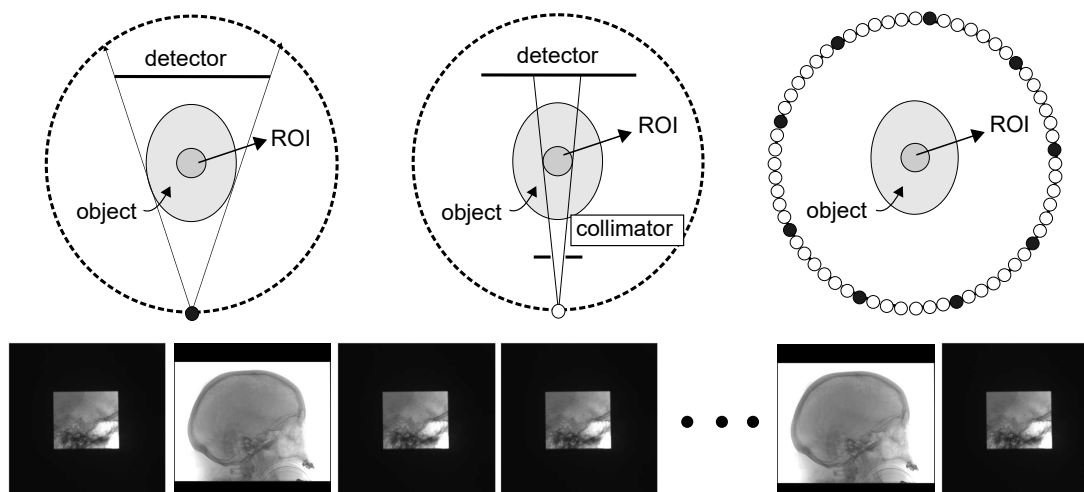 detector
ROI
object
detector
ROI
object
collimator
ROI
object